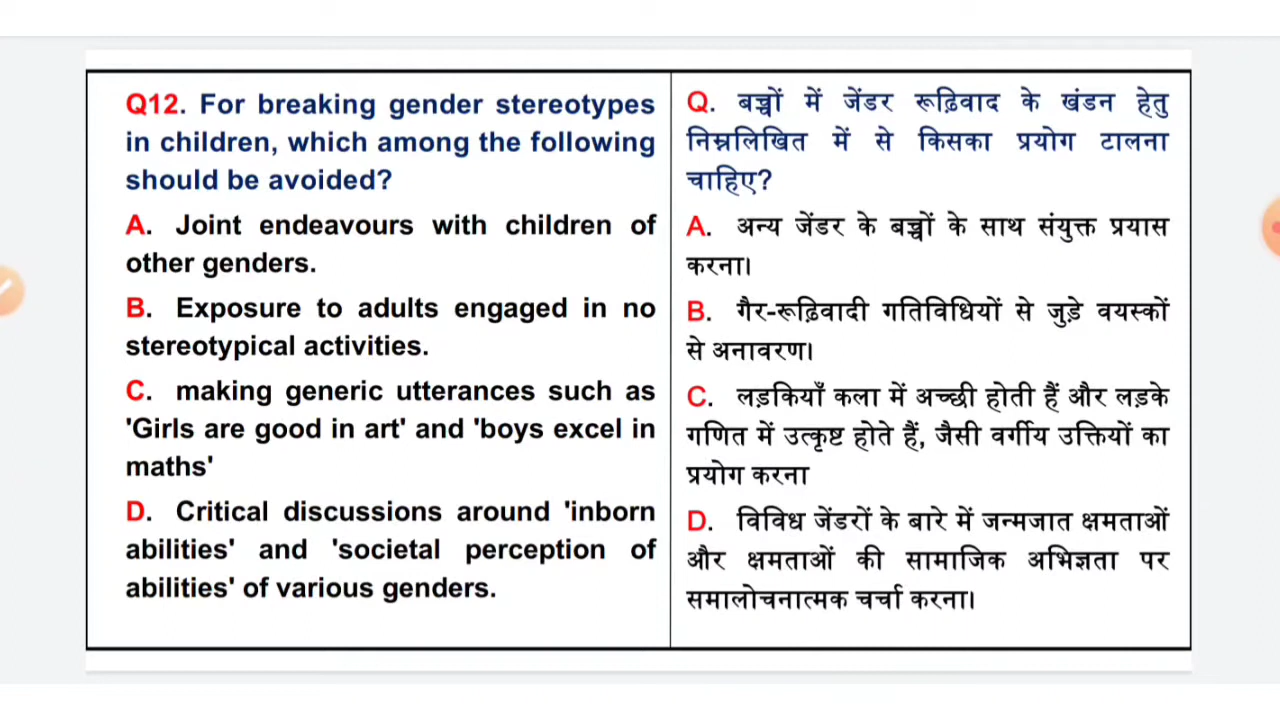 Q12. For breaking gender stereotypes
in children, which among the following
should be avoided?
A. Joint endeavours with children of
other genders.
B. Exposure to adults engaged in no
stereotypical activities.
C. making generic utterances such as
'Girls are good in art' and 'boys excel in
maths'
D. Critical discussions around 'inborn
abilities' and 'societal perception of
abilities' of various genders.
Q. बच्चों में जेंडर रूढ़िवाद के खंडन हेतु
निम्नलिखित में से किसका प्रयोग टालना
चाहिए?
A. अन्य जेंडर के बच्चों के साथ संयुक्त प्रयास
करना।
B. गैर-रूढ़िवादी गतिविधियों से जुड़े वयस्कों
से अनावरण।
C. लड़कियाँ कला में अच्छी होती हैं और लड़के
गणित में उत्कृष्ट होते हैं, जैसी वर्गीय उक्तियों का
प्रयोग करना
D. विविध जेंडरों के बारे में जन्मजात क्षमताओं
और क्षमताओं की सामाजिक अभिज्ञता पर
समालोचनात्मक चर्चा करना।